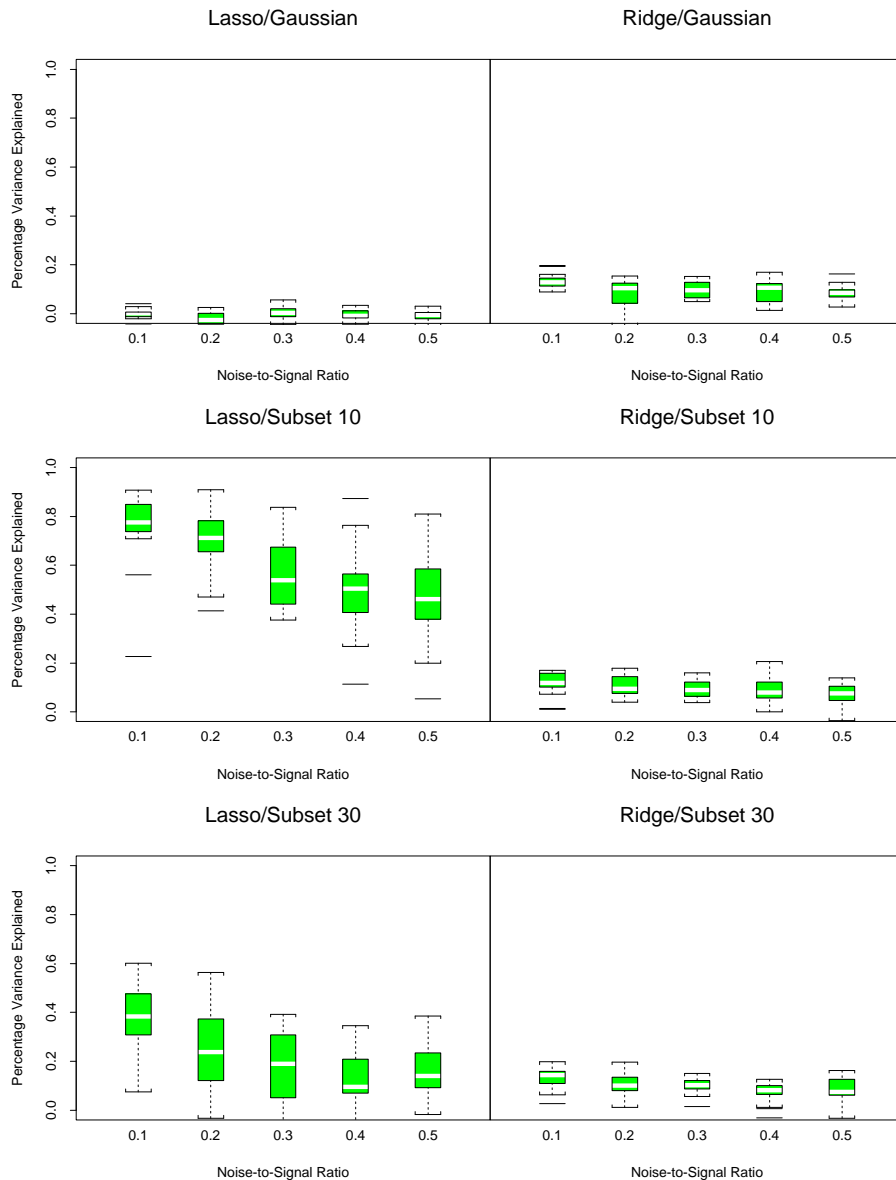 Lasso/Gaussian
Ridge/Gaussian
Percentage Variance Explained
1.0
0.8
0.6
0.4
0.2
0.0
0.1 0.2 0.3 0.4 0.5
0.1 0.2 0.3 0.4 0.5
Noise-to-Signal Ratio
Noise-to-Signal Ratio
Lasso/Subset 10
Ridge/Subset 10
Percentage Variance Explained
1.0
0.8
0.6
0.4
0.2
0.0
0.1 0.2 0.3 0.4 0.5
0.1 0.2 0.3 0.4 0.5
Noise-to-Signal Ratio
Noise-to-Signal Ratio
Lasso/Subset 30
Ridge/Subset 30
Percentage Variance Explained
1.0
0.8
0.6
0.4
0.2
0.0
0.1 0.2 0.3 0.4 0.5
0.1 0.2 0.3 0.4 0.5
Noise-to-Signal Ratio
Noise-to-Signal Ratio